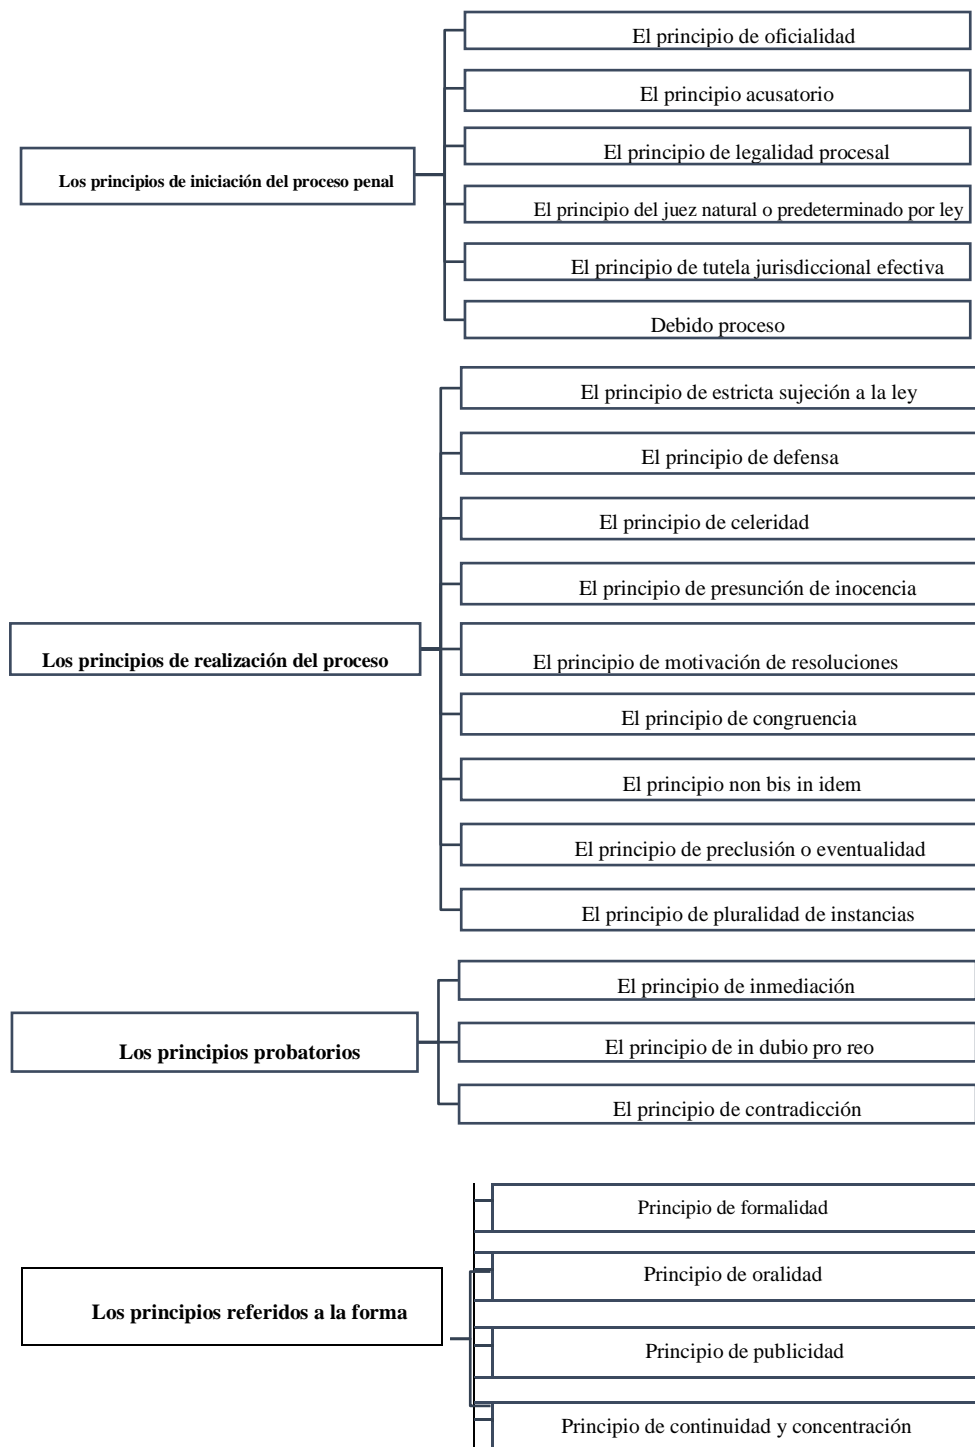 Los principios de iniciación del proceso penal
El principio de oficialidad
El principio acusatorio
El principio de legalidad procesal
El principio del juez natural o predeterminado por ley
El principio de tutela jurisdiccional efectiva
Debido proceso
Los principios de realización del proceso
El principio de estricta sujeción a la ley
El principio de defensa
El principio de celeridad
El principio de presunción de inocencia
El principio de motivación de resoluciones
El principio de congruencia
El principio non bis in idem
El principio de preclusión o eventualidad
El principio de pluralidad de instancias
Los principios probatorios
El principio de inmediación
El principio de in dubio pro reo
El principio de contradicción
Los principios referidos a la forma
Principio de formalidad
Principio de oralidad
Principio de publicidad
Principio de continuidad y concentración